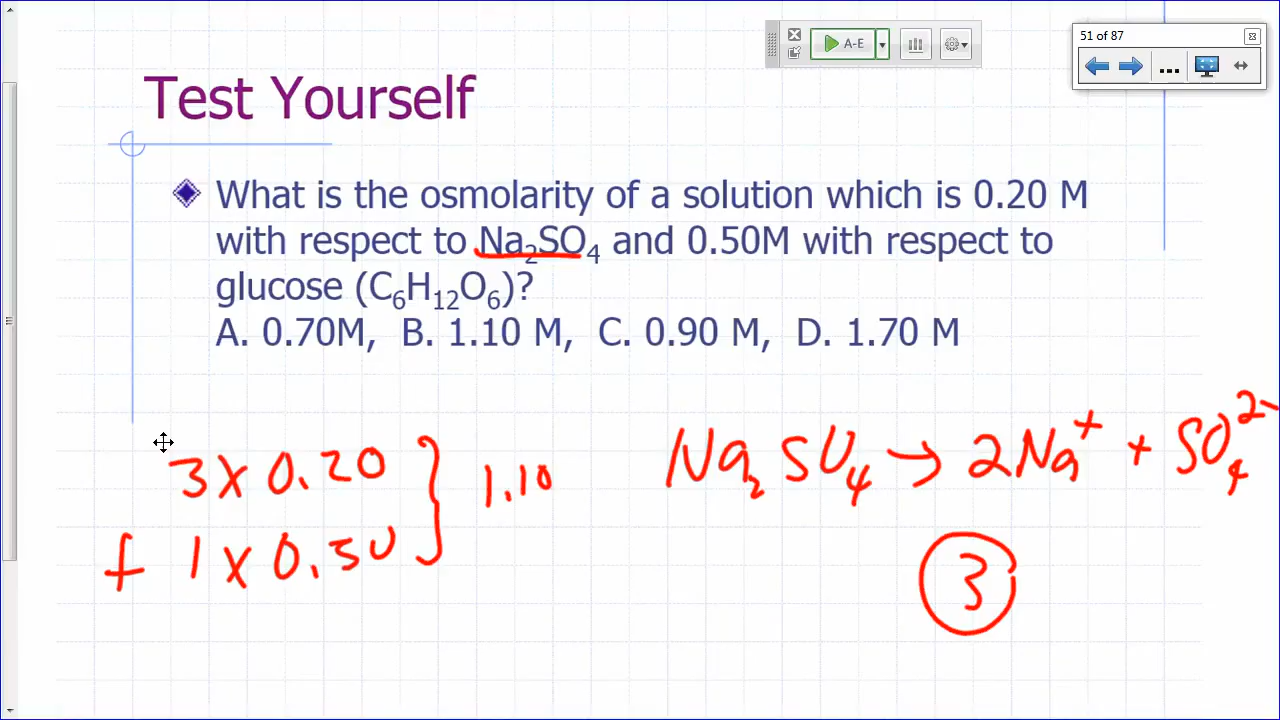 A-E
51 of 87
Test Yourself
What is the osmolarity of a solution which is 0.20 M
with respect to Na₂SO₄ and 0.50M with respect to
glucose (C₆H₁₂O₆)?
A. 0.70M, B. 1.10 M, C. 0.90 M, D. 1.70 M
3 x 0.20 } 1.10
+ 1 x 0.50
Na₂SO₄ → 2Na⁺ + SO₄²⁻
3